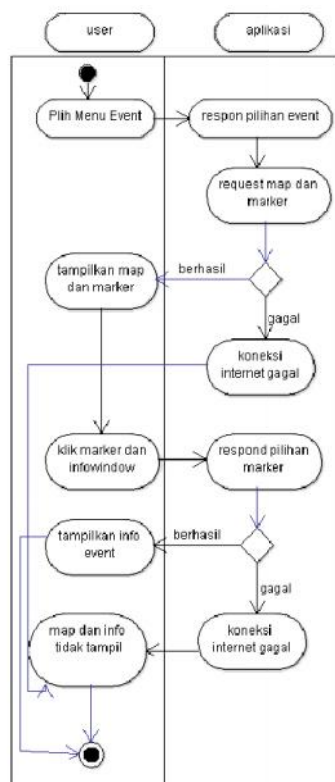 user
aplikasi
Plih Menu Event
respon pilihan event
request map dan
marker
tampilkan map
dan marker
berhasil
gagal
koneksi
internet gagal
klik marker dan
infowindow
respond pilihan
marker
tampilkan info
event
berhasil
gagal
map dan info
tidak tampil
koneksi
internet gagal